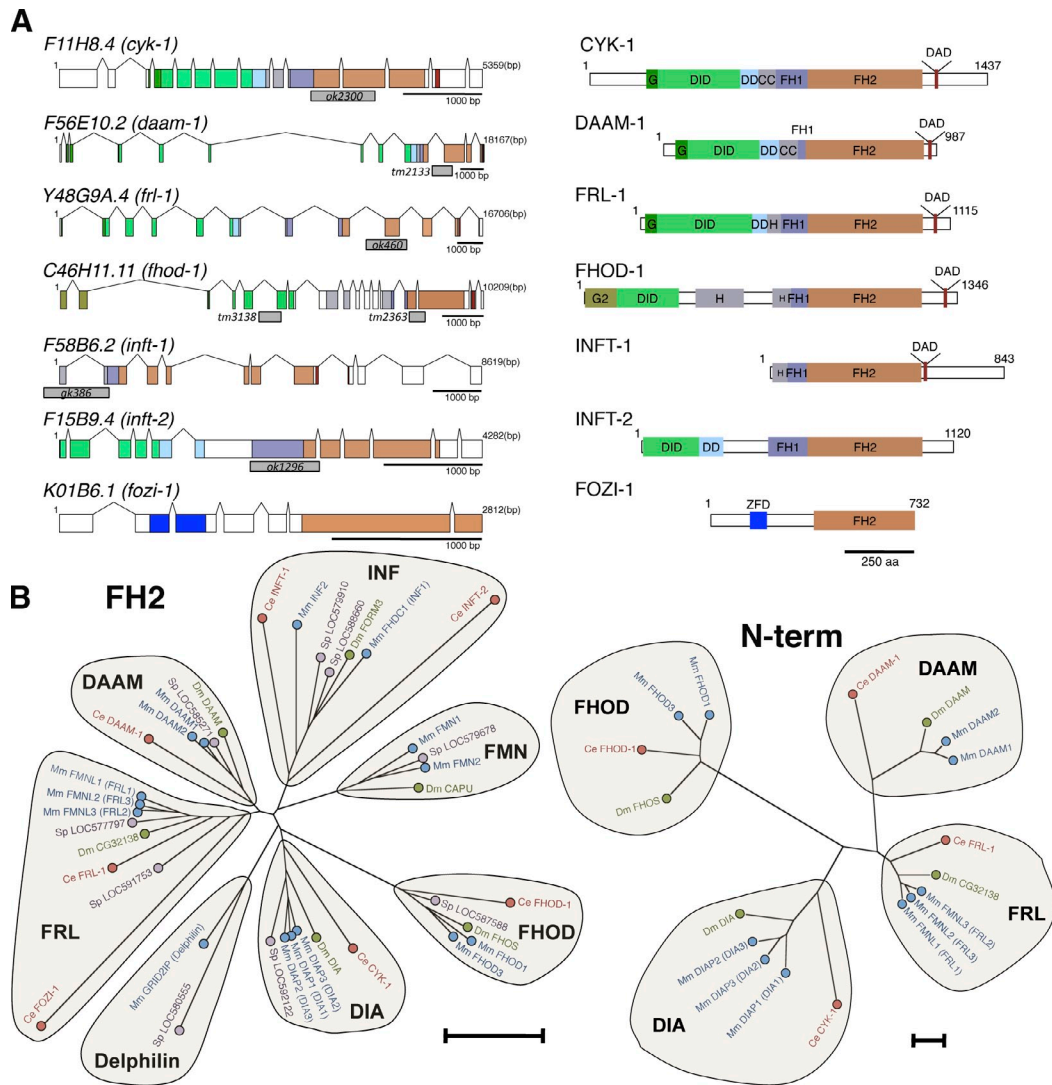 A
F11H8.4 (cyk-1)
1
5359(bp)
ok2300
1000 bp
F56E10.2 (daam-1)
1
18167(bp)
tm2133
1000 bp
Y48G9A.4 (frl-1)
1
16706(bp)
ok460
1000 bp
C46H11.11 (fhod-1)
1
10209(bp)
tm3138
tm2363
1000 bp
F58B6.2 (inft-1)
1
8619(bp)
gk386
1000 bp
F15B9.4 (inft-2)
1
4282(bp)
ok1296
1000 bp
K01B6.1 (fozi-1)
1
2812(bp)
1000 bp
CYK-1
1
DAD
1437
G DID DD CC FH1 FH2
DAAM-1
1
FH1
DAD
987
G DID DD CC FH2
FRL-1
1
DAD
1115
G DID DD H FH1 FH2
FHOD-1
1
DAD
1346
G2 DID H H FH1 FH2
INFT-1
1
DAD
843
H FH1 FH2
INFT-2
1
1120
DID DD FH1 FH2
FOZI-1
1
ZFD
732
FH2
250 aa
B
FH2
INF
Ce INFT-1
Mm INF2
Sp LOC579910
Sp LOC588660
Dm FORM3
Mm FHDC1 (INF1)
Ce INFT-2
DAAM
Dm DAAM
Sp LOC585271
Mm DAAM1
Mm DAAM2
Ce DAAM-1
FMN
Mm FMN1
Sp LOC579678
Mm FMN2
Dm CAPU
Mm FMNL1 (FRL1)
Mm FMNL2 (FRL3)
Mm FMNL3 (FRL2)
Sp LOC577797
Dm CG32138
Ce FRL-1
Sp LOC591753
FRL
Ce FOZI-1
Mm GRID2IP (Delphilin)
Sp LOC580555
Delphilin
Sp LOC592122
Mm DIAP2 (DIA3)
Mm DIAP1 (DIA1)
Mm DIAP3 (DIA2)
Dm DIA
Ce CYK-1
DIA
Ce FHOD-1
Sp LOC587588
Dm FHOS
Mm FHOD1
Mm FHOD3
FHOD
N-term
FHOD
Mm FHOD3
Mm FHOD1
Ce FHOD-1
Dm FHOS
DAAM
Ce DAAM-1
Dm DAAM
Mm DAAM2
Mm DAAM1
Ce FRL-1
Dm CG32138
Mm FMNL3 (FRL2)
Mm FMNL2 (FRL3)
Mm FMNL1 (FRL1)
FRL
Dm DIA
Mm DIAP2 (DIA3)
Mm DIAP3 (DIA2)
Mm DIAP1 (DIA1)
Ce CYK-1
DIA